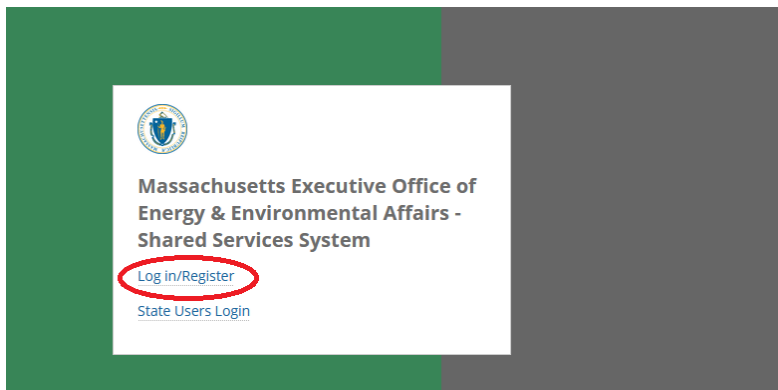 Massachusetts Executive Office of
Energy & Environmental Affairs -
Shared Services System
Log in/Register
State Users Login